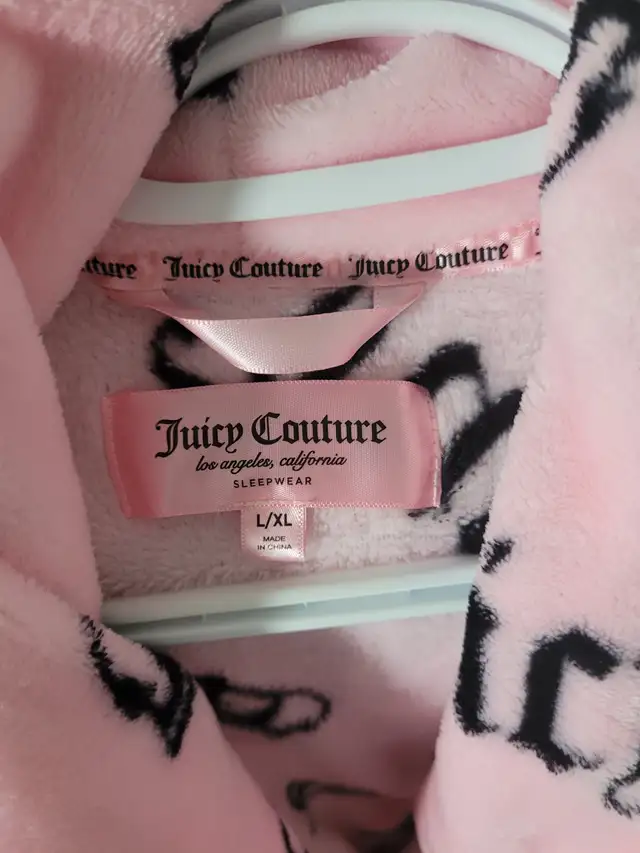 uture Juicy Couture Juicy Couture
Juicy Couture
los angeles, california
SLEEPWEAR
L/XL
MADE
IN CHINA